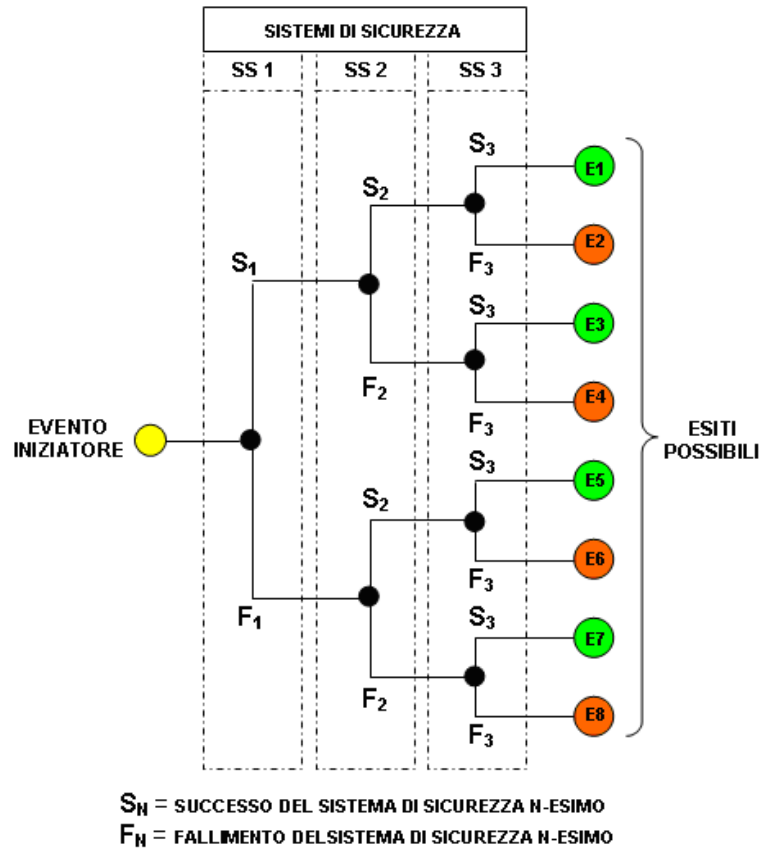 SISTEMI DI SICUREZZA
SS 1 SS 2 SS 3
S₃
E1
S₂
E2
F₃
S₁
S₃
E3
F₂
E4
F₃
EVENTO
INIZIATORE
ESITI
POSSIBILI
S₃
E5
S₂
E6
F₃
F₁
S₃
E7
F₂
E8
F₃
S_N = SUCCESSO DEL SISTEMA DI SICUREZZA N-ESIMO
F_N = FALLIMENTO DELSISTEMA DI SICUREZZA N-ESIMO